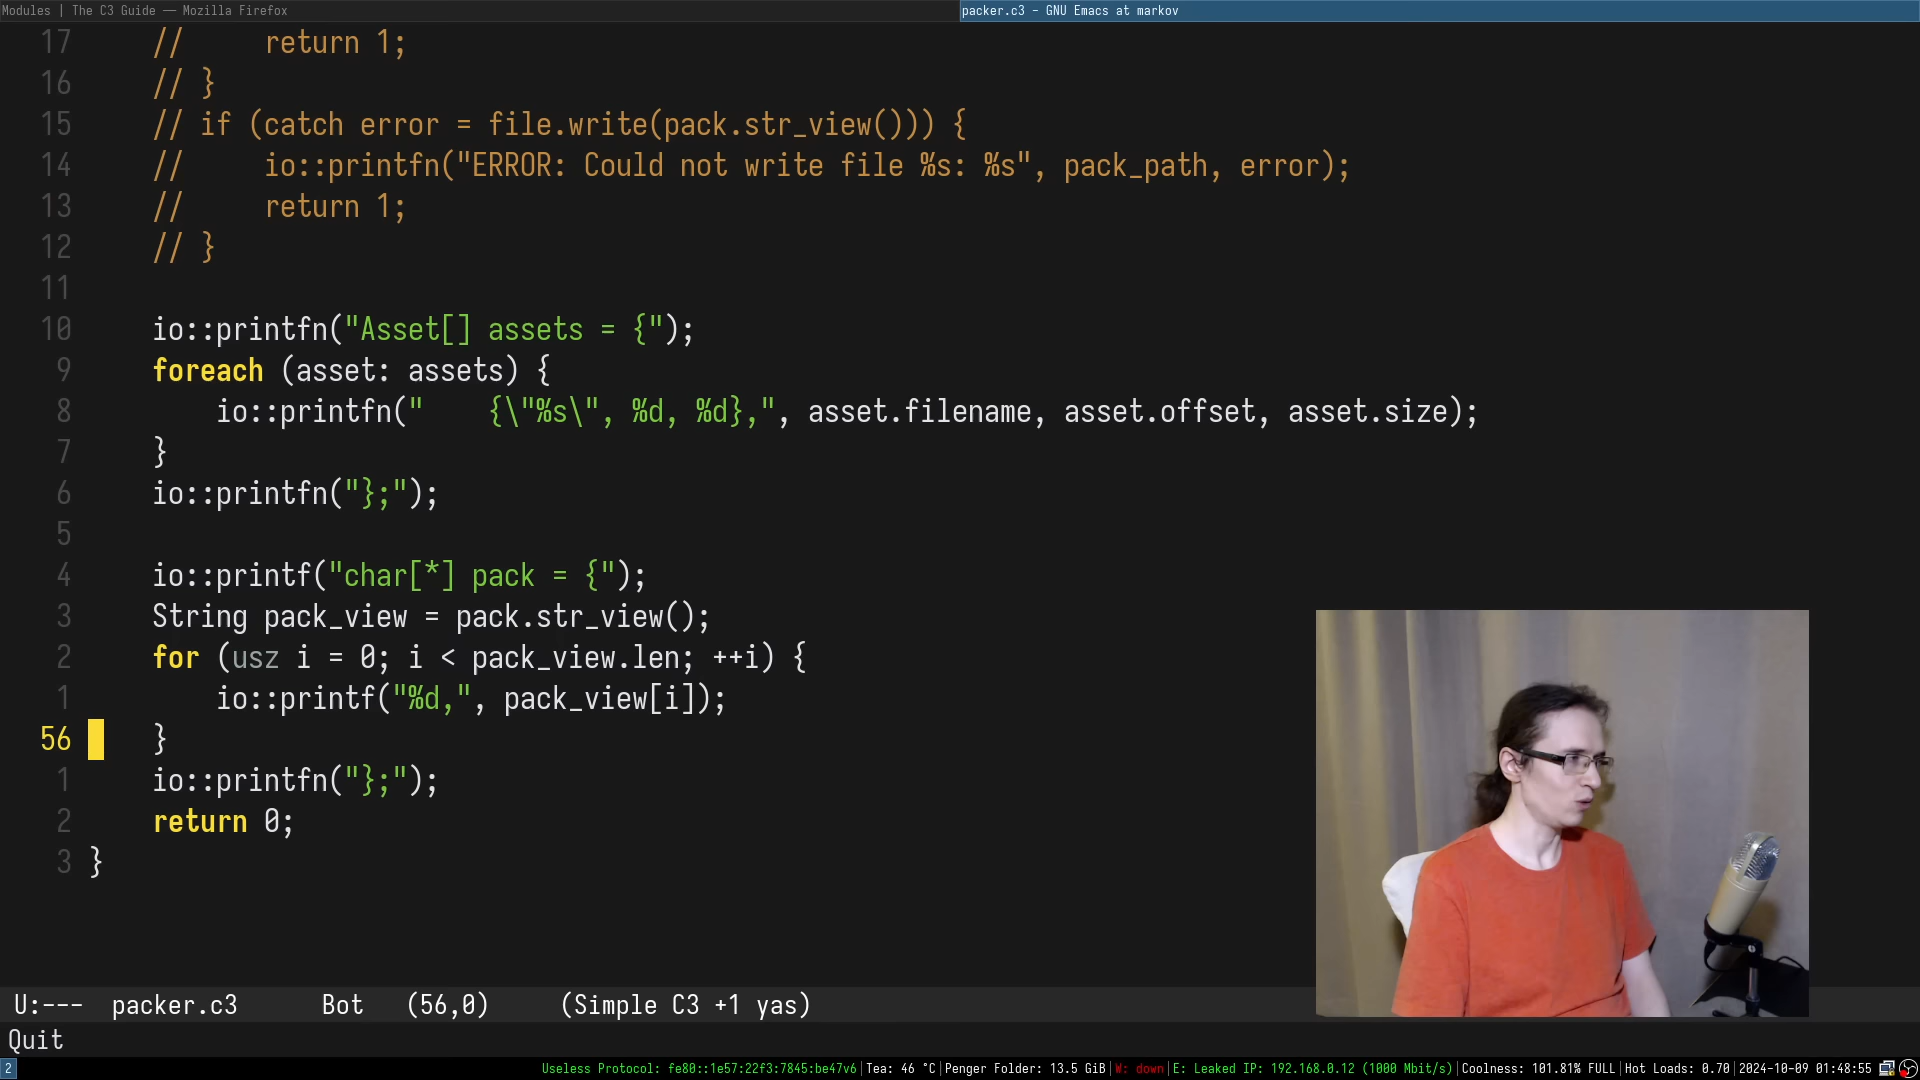 Modules | The C3 Guide — Mozilla Firefox
packer.c3 - GNU Emacs at markov
17 //     return 1;
16 // }
15 // if (catch error = file.write(pack.str_view())) {
14 //     io::printfn("ERROR: Could not write file %s: %s", pack_path, error);
13 //     return 1;
12 // }
11
10 io::printfn("Asset[] assets = {");
9 foreach (asset: assets) {
8     io::printfn("    {\"%s\", %d, %d},", asset.filename, asset.offset, asset.size);
7 }
6 io::printfn("};");
5
4 io::printf("char[*] pack = {");
3 String pack_view = pack.str_view();
2 for (usz i = 0; i < pack_view.len; ++i) {
1     io::printf("%d,", pack_view[i]);
56 }
1 io::printfn("};");
2 return 0;
3 }
U:--- packer.c3 Bot (56,0) (Simple C3 +1 yas)
Quit
2 Useless Protocol: fe80::1e57:22f3:7845:be47v6|Tea: 46 °C|Penger Folder: 13.5 GiB|W: down|E: Leaked IP: 192.168.0.12 (1000 Mbit/s)|Coolness: 101.81% FULL|Hot Loads: 0.70|2024-10-09 01:48:55